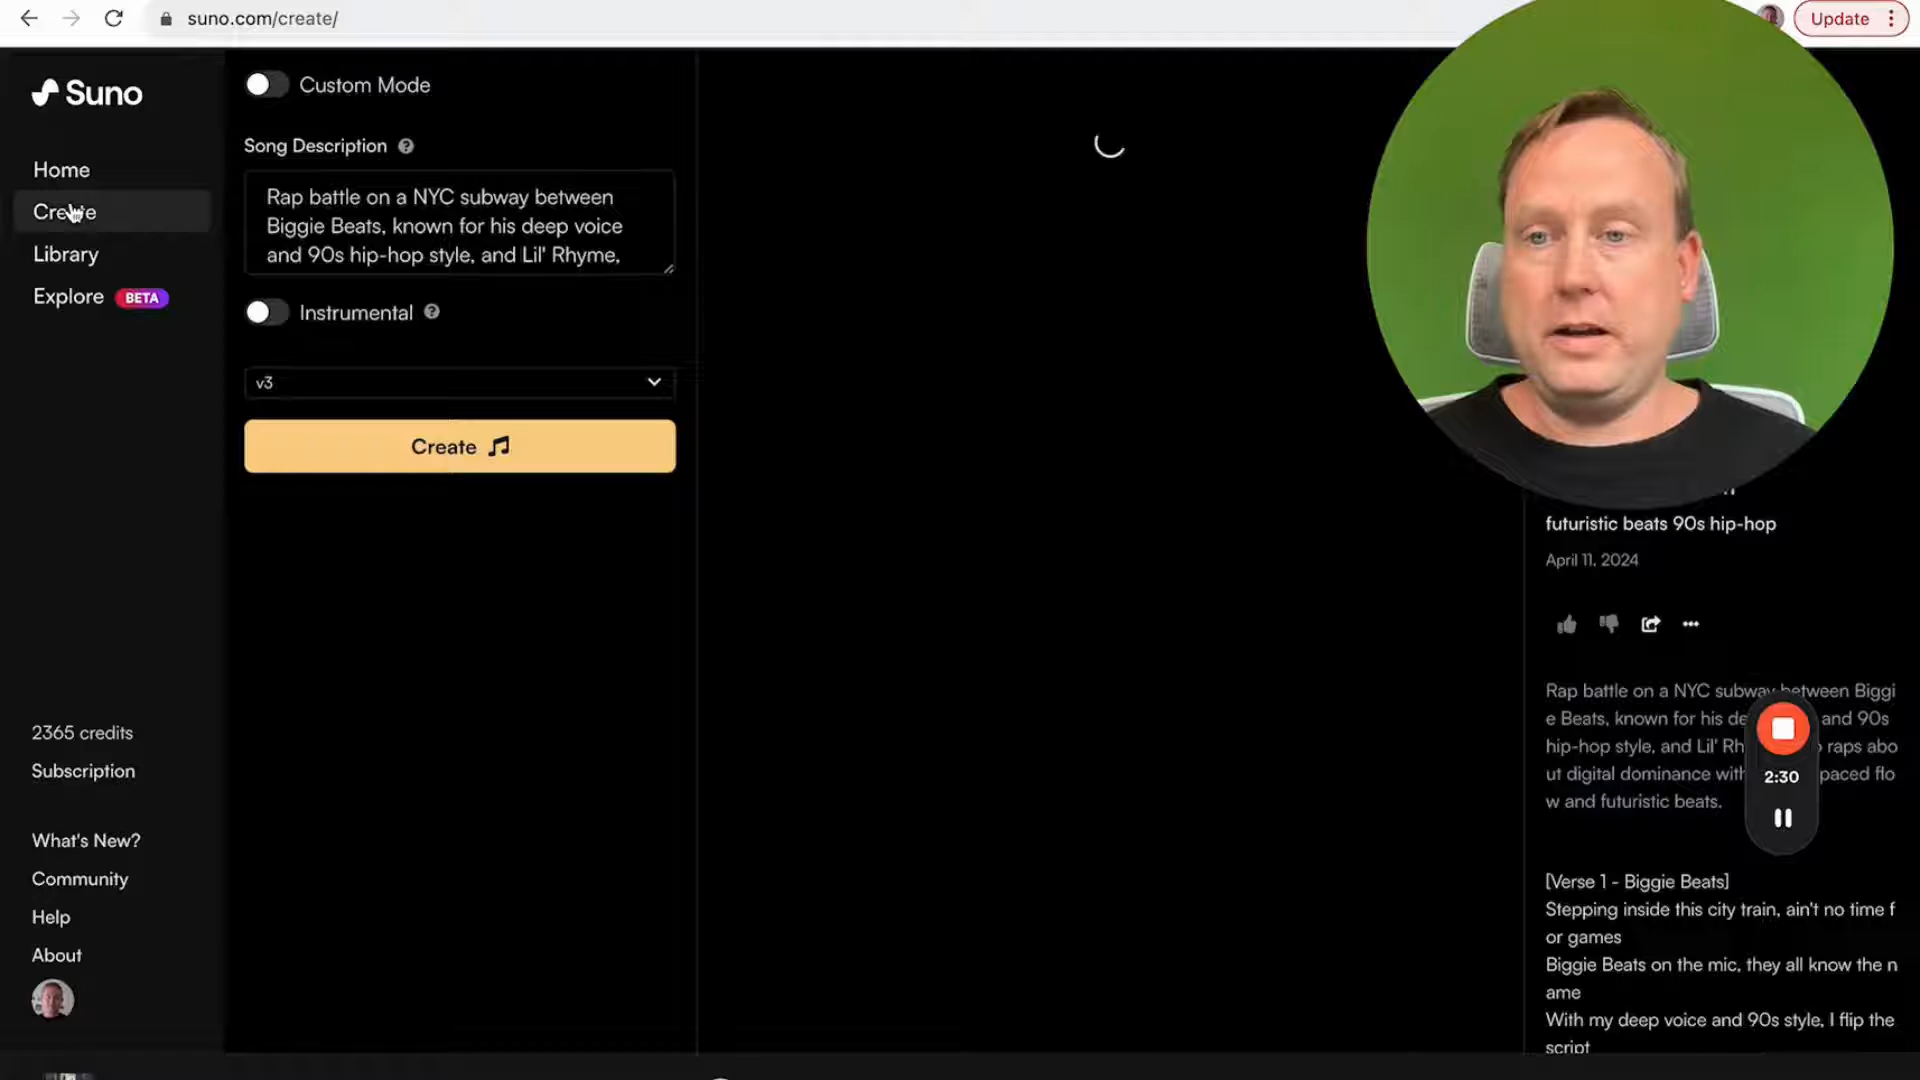 suno.com/create/
Update
Suno
Home
Create
Library
Explore BETA
2365 credits
Subscription
What's New?
Community
Help
About
Custom Mode
Song Description
Rap battle on a NYC subway between
Biggie Beats, known for his deep voice
and 90s hip-hop style, and Lil' Rhyme,
Instrumental
v3
Create
futuristic beats 90s hip-hop
April 11, 2024
Rap battle on a NYC subway between Biggi
e Beats, known for his de and 90s
hip-hop style, and Lil' Rh raps abo
ut digital dominance with paced flo
w and futuristic beats.
2:30
[Verse 1 - Biggie Beats]
Stepping inside this city train, ain't no time f
or games
Biggie Beats on the mic, they all know the n
ame
With my deep voice and 90s style, I flip the
script